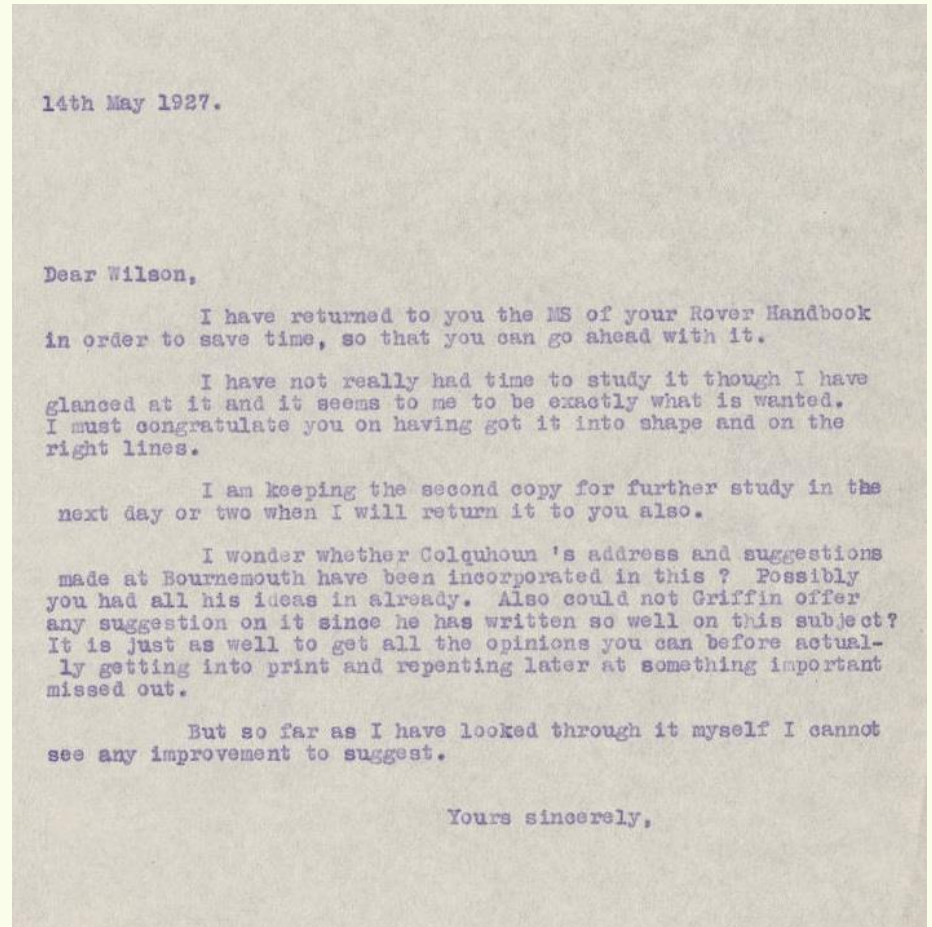 14th May 1927.
Dear Wilson,
I have returned to you the MS of your Rover Handbook
in order to save time, so that you can go ahead with it.
I have not really had time to study it though I have
glanced at it and it seems to me to be exactly what is wanted.
I must congratulate you on having got it into shape and on the
right lines.
I am keeping the second copy for further study in the
next day or two when I will return it to you also.
I wonder whether Colquhoun 's address and suggestions
made at Bournemouth have been incorporated in this ? Possibly
you had all his ideas in already. Also could not Griffin offer
any suggestion on it since he has written so well on this subject?
It is just as well to get all the opinions you can before actual-
ly getting into print and repenting later at something important
missed out.
But so far as I have looked through it myself I cannot
see any improvement to suggest.
Yours sincerely,